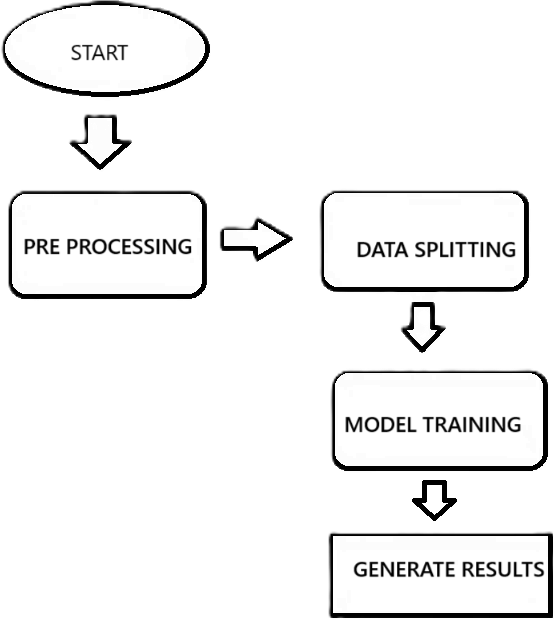 START
PRE PROCESSING
DATA SPLITTING
MODEL TRAINING
GENERATE RESULTS